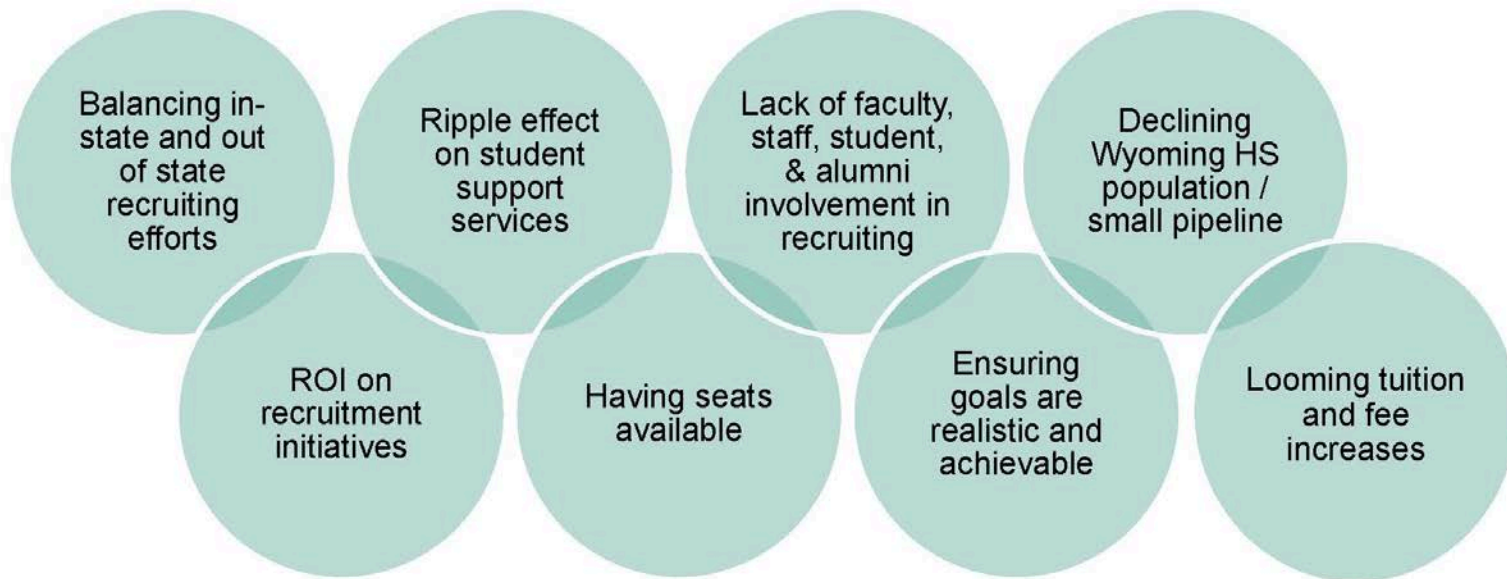 Balancing in-
state and out
of state
recruiting
efforts
Ripple effect
on student
support
services
Lack of faculty,
staff, student,
& alumni
involvement in
recruiting
Declining
Wyoming HS
population /
small pipeline
ROI on
recruitment
initiatives
Having seats
available
Ensuring
goals are
realistic and
achievable
Looming tuition
and fee
increases